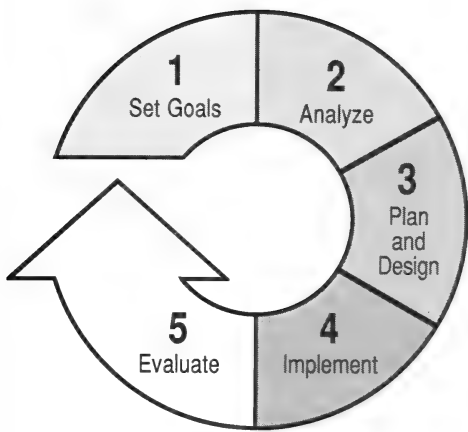 1
Set Goals
2
Analyze
3
Plan
and
Design
4
Implement
5
Evaluate